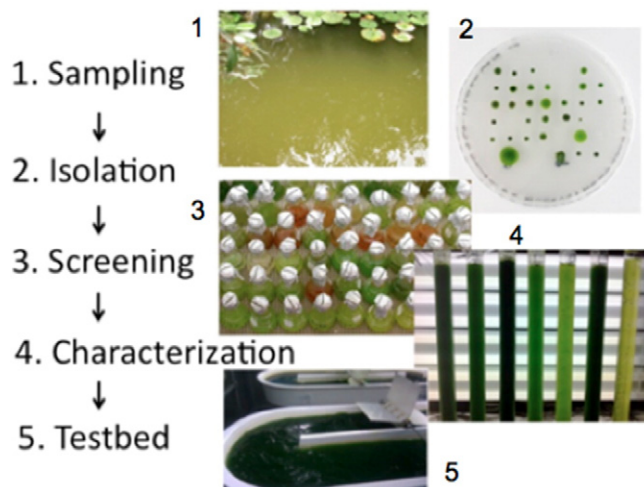 1. Sampling
2. Isolation
3. Screening
4. Characterization
5. Testbed
1
2
3
4
5